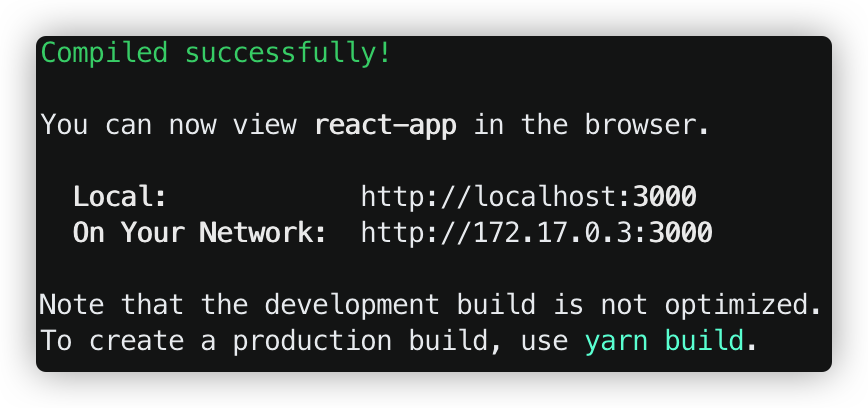 Compiled successfully!
You can now view react-app in the browser.
Local: http://localhost:3000
On Your Network: http://172.17.0.3:3000
Note that the development build is not optimized.
To create a production build, use yarn build.